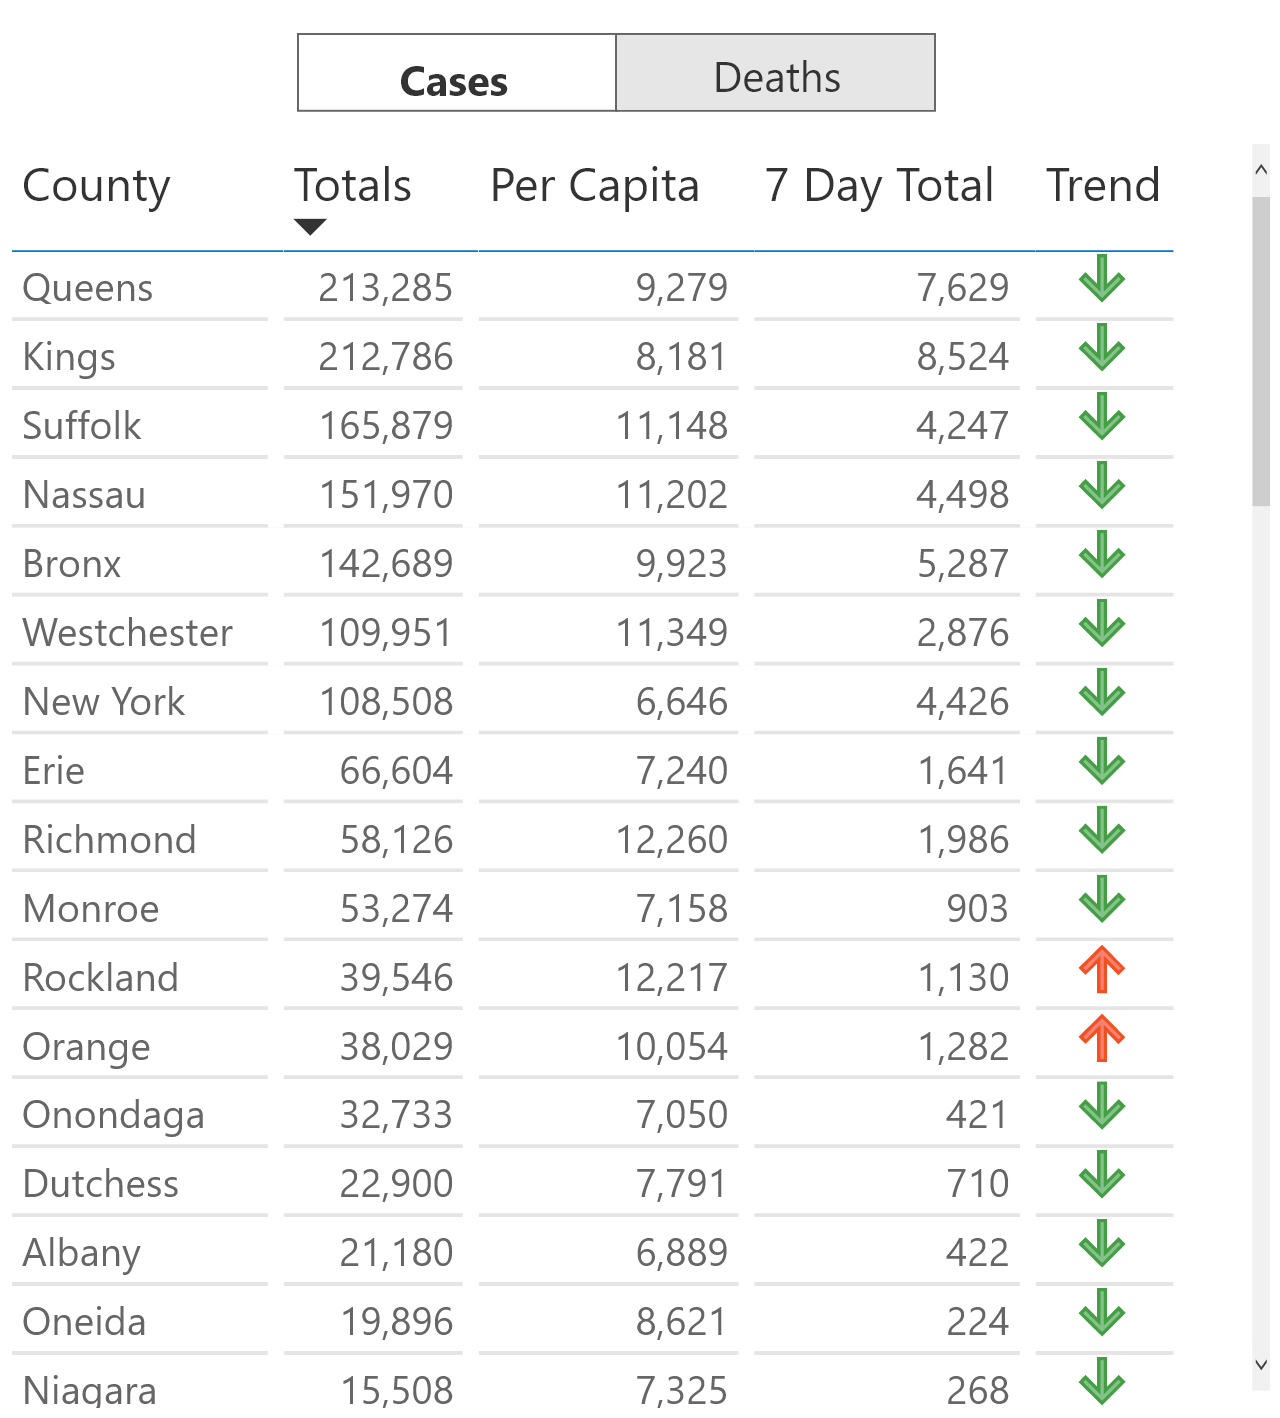 Cases Deaths
County Totals Per Capita 7 Day Total Trend
Queens 213,285 9,279 7,629
Kings 212,786 8,181 8,524
Suffolk 165,879 11,148 4,247
Nassau 151,970 11,202 4,498
Bronx 142,689 9,923 5,287
Westchester 109,951 11,349 2,876
New York 108,508 6,646 4,426
Erie 66,604 7,240 1,641
Richmond 58,126 12,260 1,986
Monroe 53,274 7,158 903
Rockland 39,546 12,217 1,130
Orange 38,029 10,054 1,282
Onondaga 32,733 7,050 421
Dutchess 22,900 7,791 710
Albany 21,180 6,889 422
Oneida 19,896 8,621 224
Niagara 15,508 7,325 268